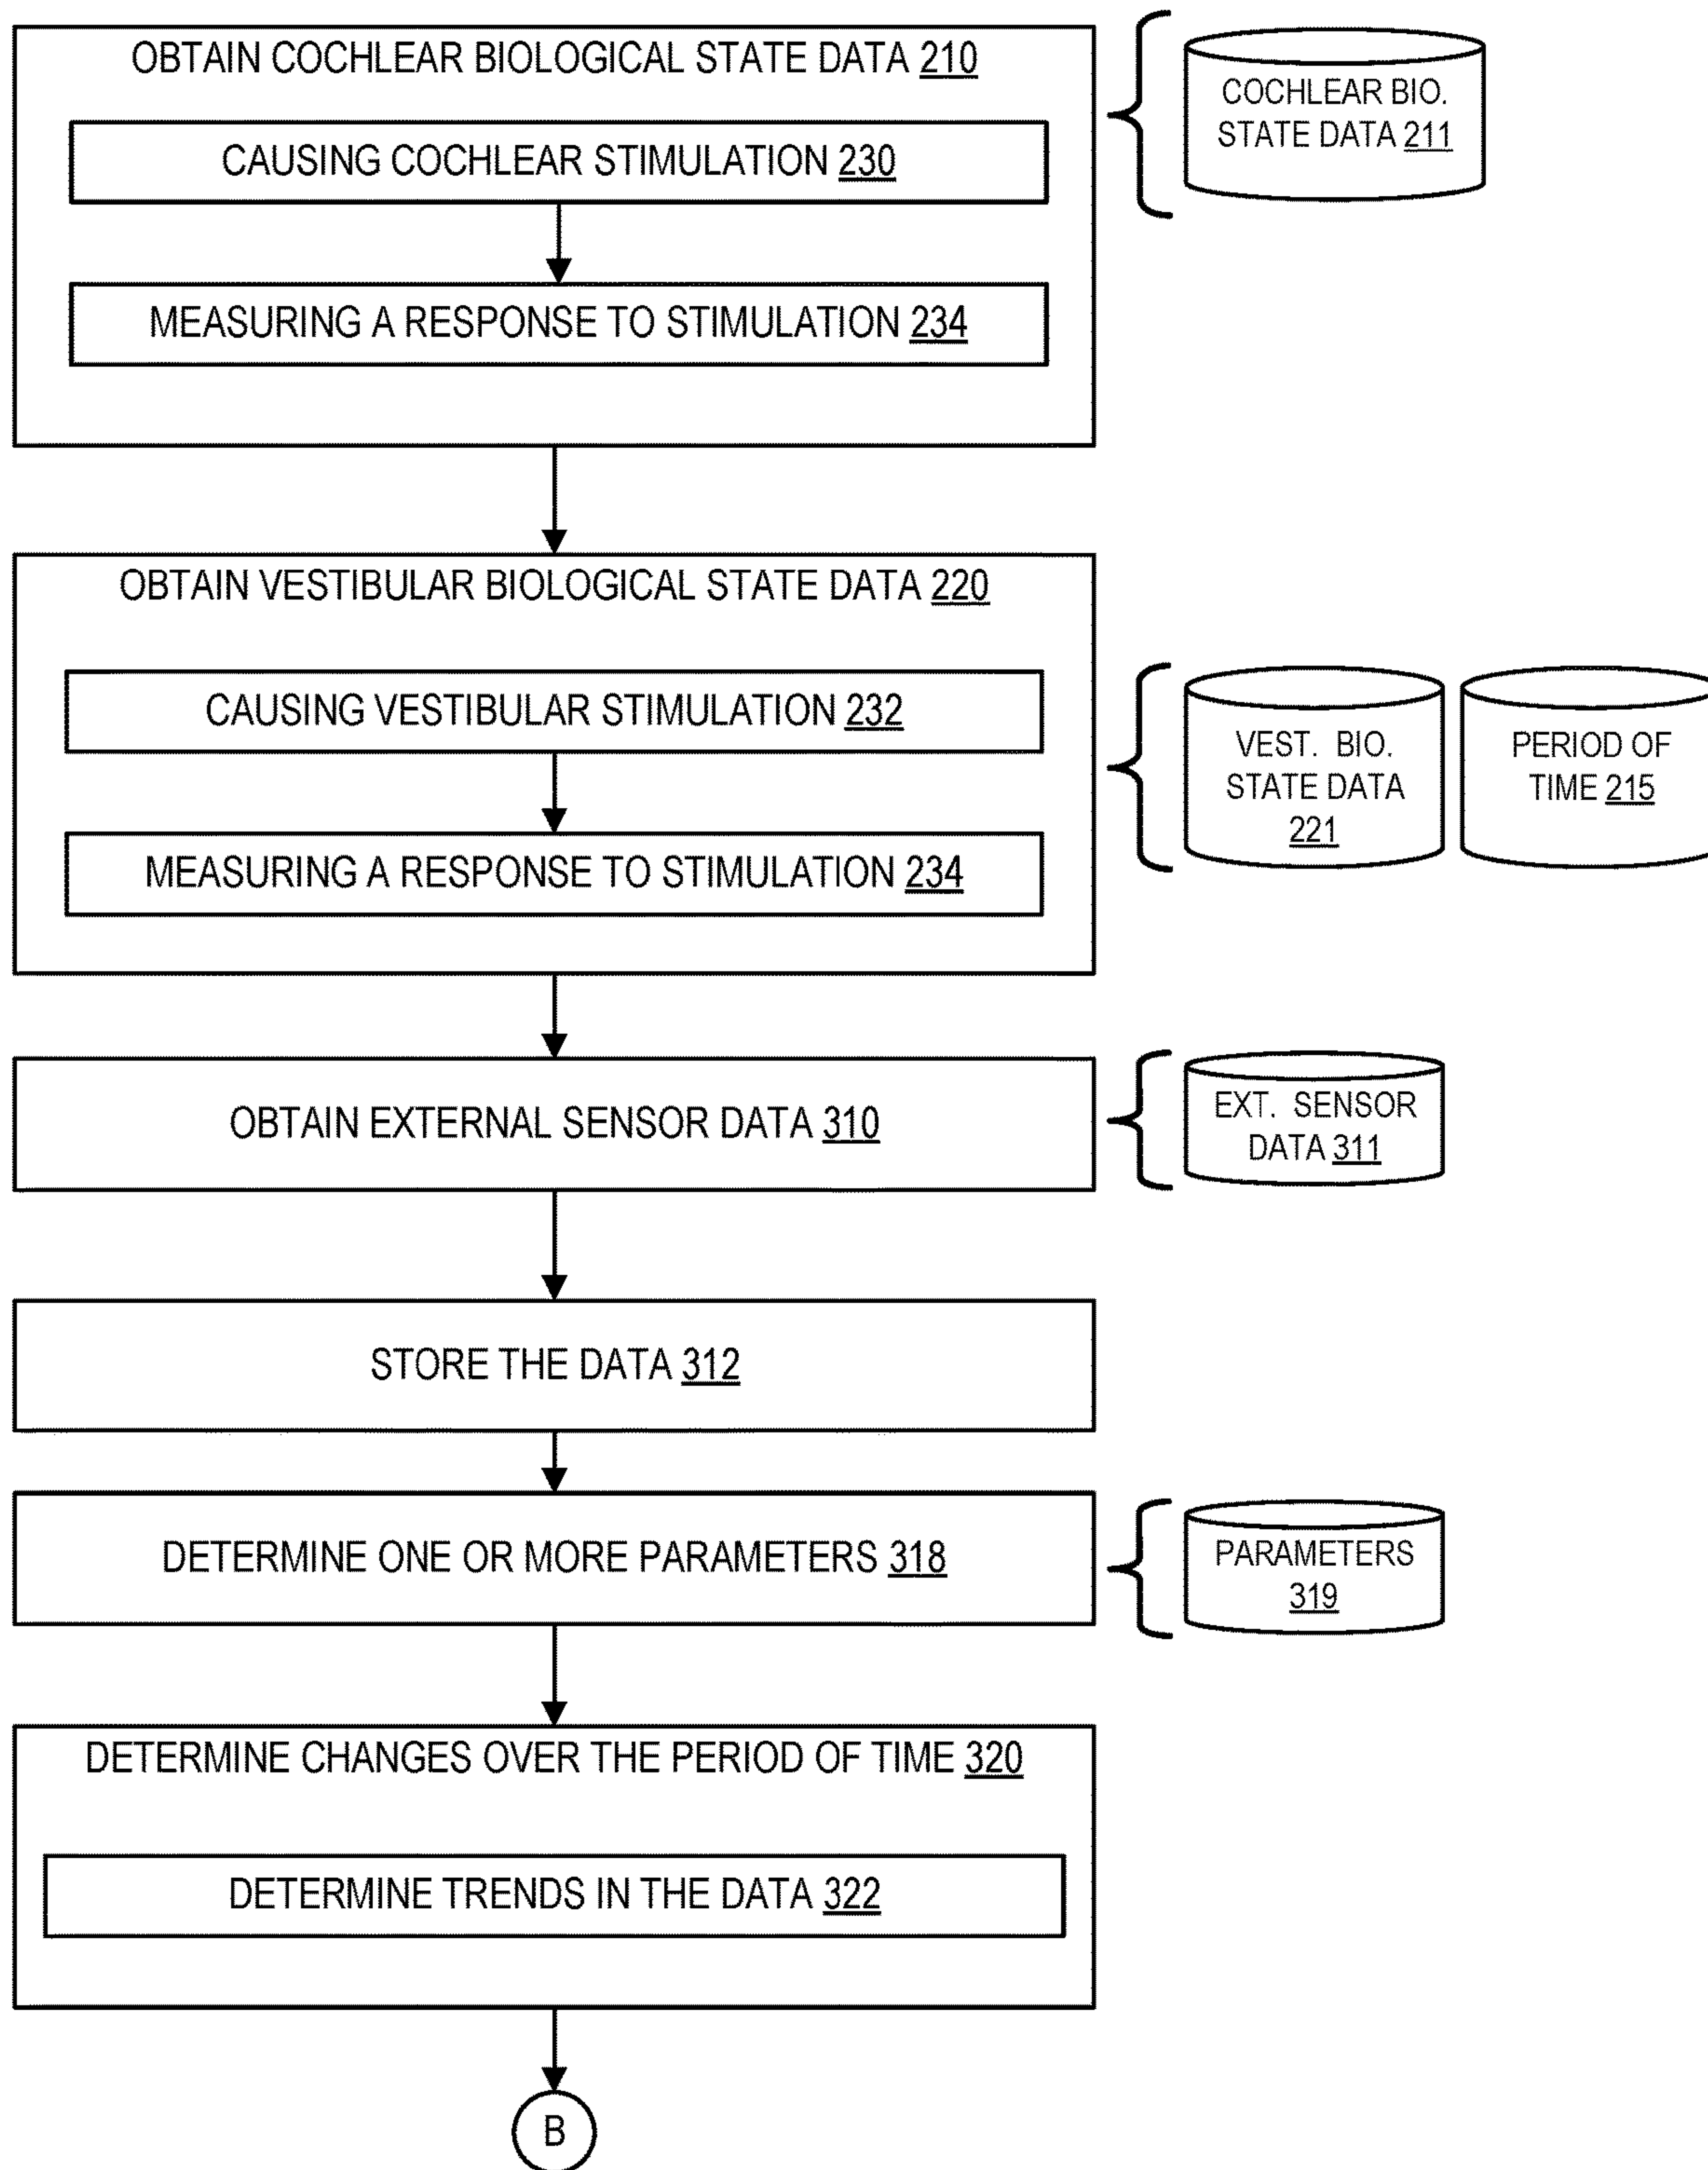 OBTAIN COCHLEAR BIOLOGICAL STATE DATA 210
CAUSING COCHLEAR STIMULATION 230
MEASURING A RESPONSE TO STIMULATION 234
COCHLEAR BIO.
STATE DATA 211
OBTAIN VESTIBULAR BIOLOGICAL STATE DATA 220
CAUSING VESTIBULAR STIMULATION 232
MEASURING A RESPONSE TO STIMULATION 234
VEST. BIO.
STATE DATA
221
PERIOD OF
TIME 215
OBTAIN EXTERNAL SENSOR DATA 310
EXT. SENSOR
DATA 311
STORE THE DATA 312
DETERMINE ONE OR MORE PARAMETERS 318
PARAMETERS
319
DETERMINE CHANGES OVER THE PERIOD OF TIME 320
DETERMINE TRENDS IN THE DATA 322
B